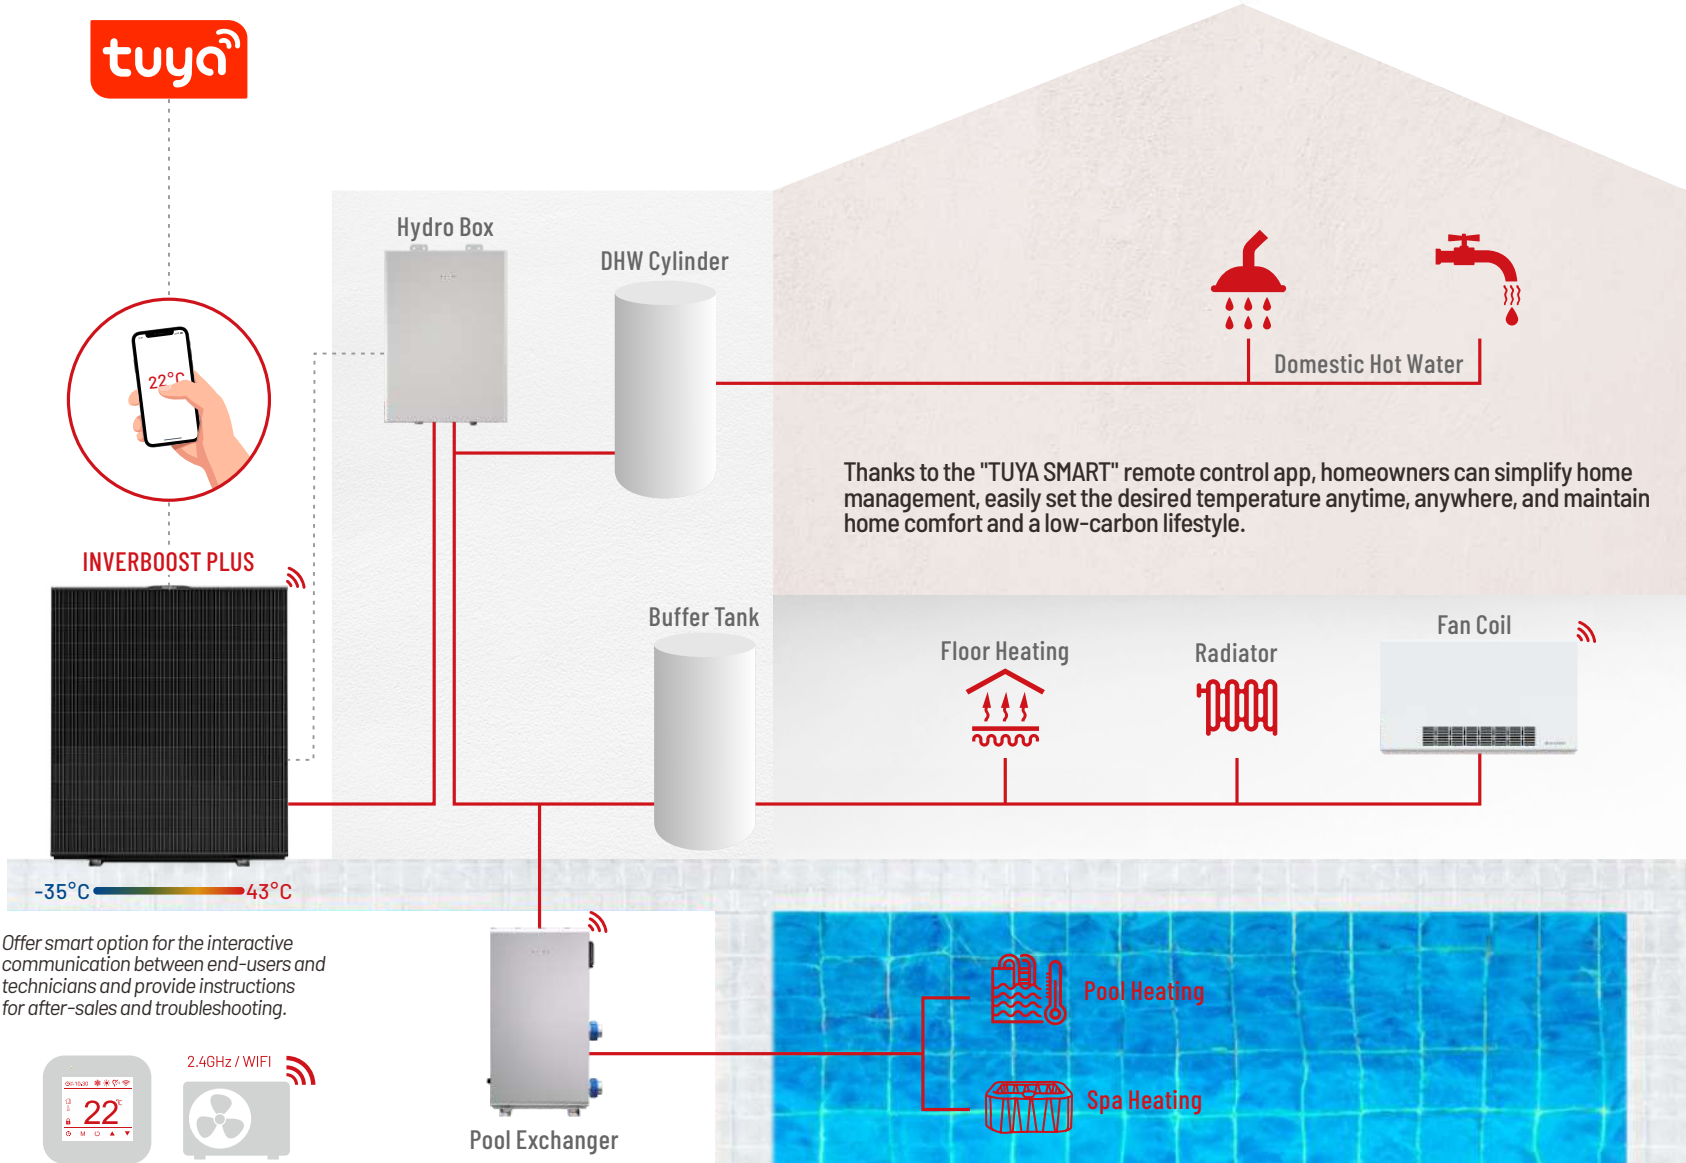 tuya
Hydro Box
DHW Cylinder
22°C
Domestic Hot Water
Thanks to the "TUYA SMART" remote control app, homeowners can simplify home
management, easily set the desired temperature anytime, anywhere, and maintain
home comfort and a low-carbon lifestyle.
INVERBOOST PLUS
Buffer Tank
Floor Heating
Radiator
Fan Coil
-35°C
43°C
Offer smart option for the interactive
communication between end-users and
technicians and provide instructions
for after-sales and troubleshooting.
Pool Heating
Spa Heating
2.4GHz / WIFI
22°C
M
Pool Exchanger